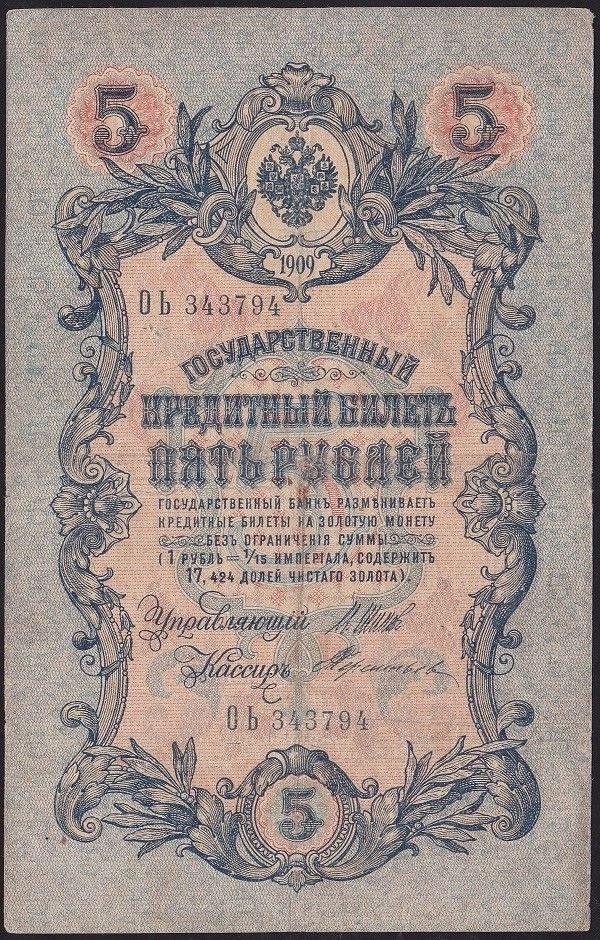 5 5
1909
ОЬ 343794
ГОСУДАРСТВЕННЫЙ
КРЕДИТНЫЙ БИЛЕТЪ
ПЯТЬ РУБЛЕЙ
ГОСУДАРСТВЕННЫЙ БАНКЪ РАЗМѢНИВАЕТЪ
КРЕДИТНЫЕ БИЛЕТЫ НА ЗОЛОТУЮ МОНЕТУ
БЕЗЪ ОГРАНИЧЕНІЯ СУММЫ
(1 РУБЛЬ = 1/15 ИМПЕРІАЛА, СОДЕРЖИТЪ
17,424 ДОЛЕЙ ЧИСТАГО ЗОЛОТА).
Управляющій
Кассиръ
ОЬ 343794
5